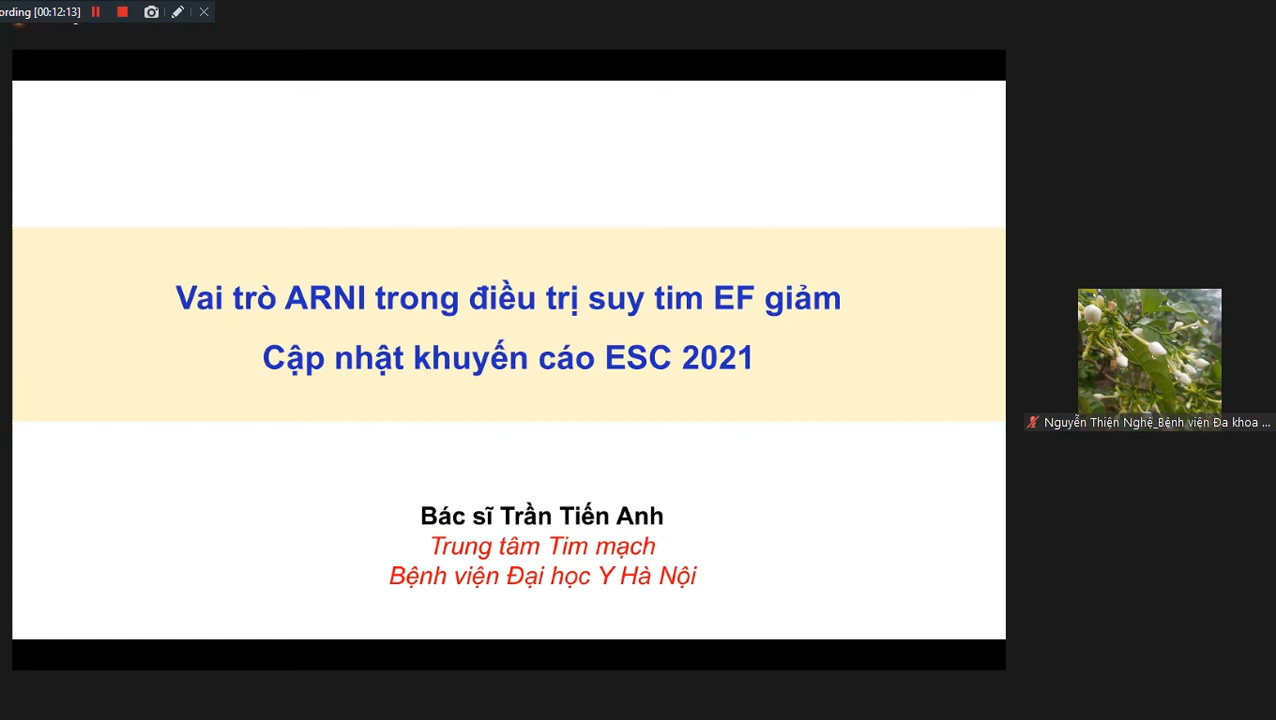 ording [00:12:13]
Vai trò ARNI trong điều trị suy tim EF giảm
Cập nhật khuyến cáo ESC 2021
Bác sĩ Trần Tiến Anh
Trung tâm Tim mạch
Bệnh viện Đại học Y Hà Nội
Nguyễn Thiện Nghệ_Bệnh viện Đa khoa ...